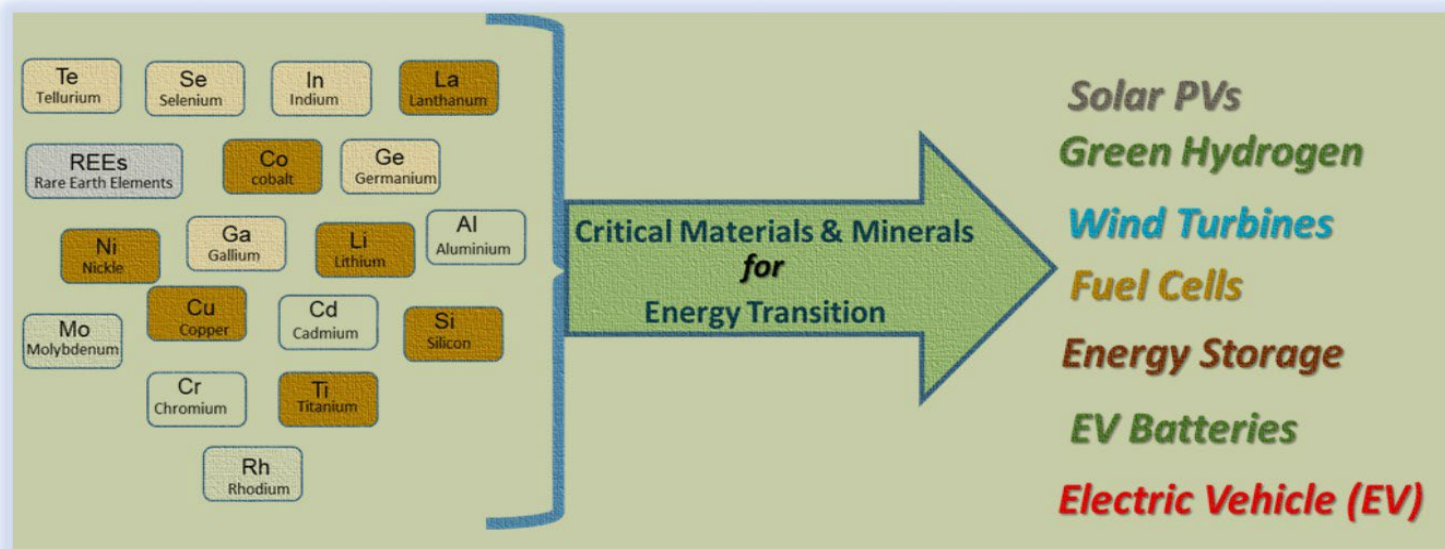 Te
Tellurium
Se
Selenium
In
Indium
La
Lanthanum
REEs
Rare Earth Elements
Co
cobalt
Ge
Germanium
Ni
Nickle
Ga
Gallium
Li
Lithium
Al
Aluminium
Mo
Molybdenum
Cu
Copper
Cd
Cadmium
Si
Silicon
Cr
Chromium
Ti
Titanium
Rh
Rhodium
Critical Materials & Minerals
for
Energy Transition
Solar PVs
Green Hydrogen
Wind Turbines
Fuel Cells
Energy Storage
EV Batteries
Electric Vehicle (EV)